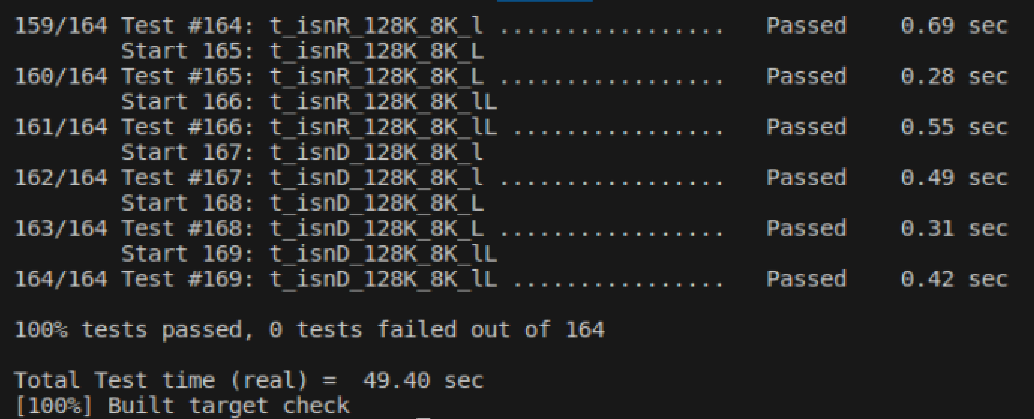 159/164 Test #164: t_isnR_128K_8K_l .................   Passed    0.69 sec
        Start 165: t_isnR_128K_8K_L
160/164 Test #165: t_isnR_128K_8K_L .................   Passed    0.28 sec
        Start 166: t_isnR_128K_8K_lL
161/164 Test #166: t_isnR_128K_8K_lL ................   Passed    0.55 sec
        Start 167: t_isnD_128K_8K_l
162/164 Test #167: t_isnD_128K_8K_l .................   Passed    0.49 sec
        Start 168: t_isnD_128K_8K_L
163/164 Test #168: t_isnD_128K_8K_L .................   Passed    0.31 sec
        Start 169: t_isnD_128K_8K_lL
164/164 Test #169: t_isnD_128K_8K_lL ................   Passed    0.42 sec

100% tests passed, 0 tests failed out of 164

Total Test time (real) =  49.40 sec
[100%] Built target check